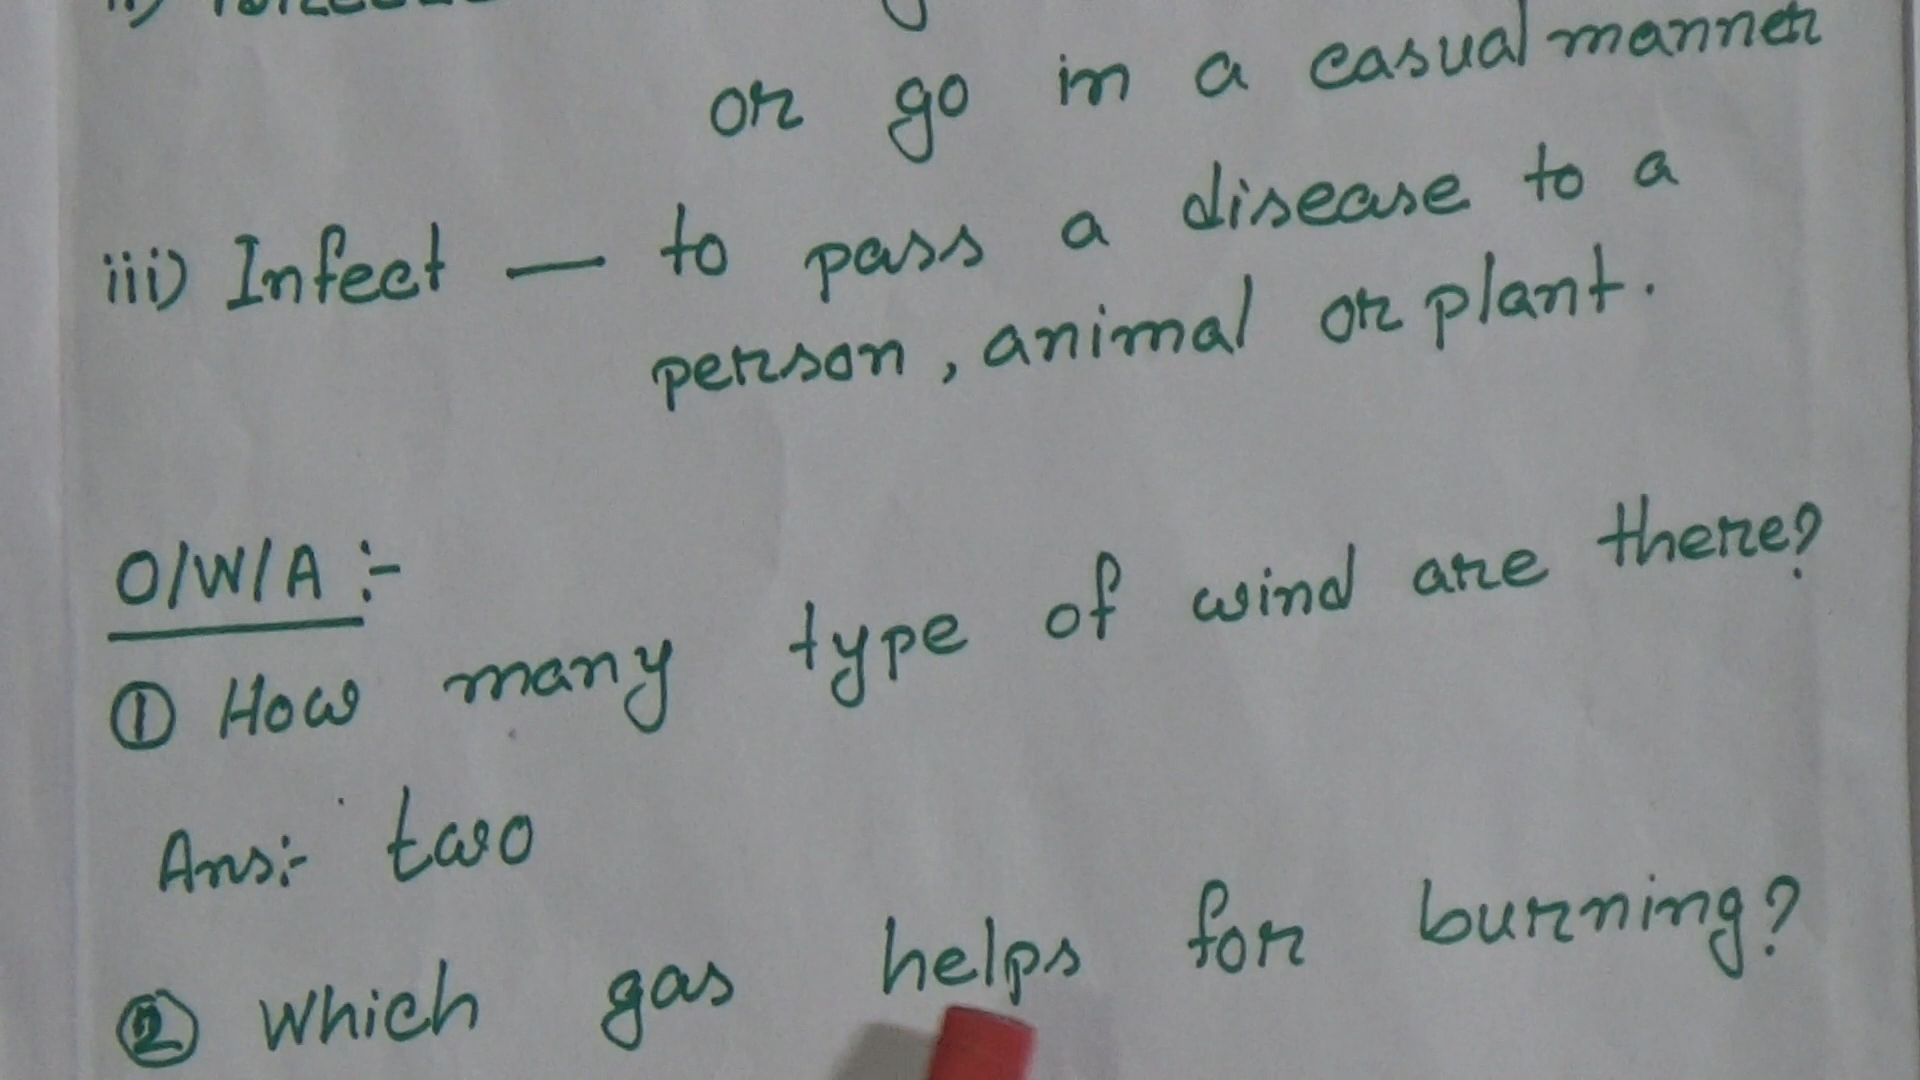 or go in a casual manner
iii) Infect — to pass a disease to a
person, animal or plant.
O/W/A :-
① How many type of wind are there?
Ans:- two
② Which gas helps for burning?